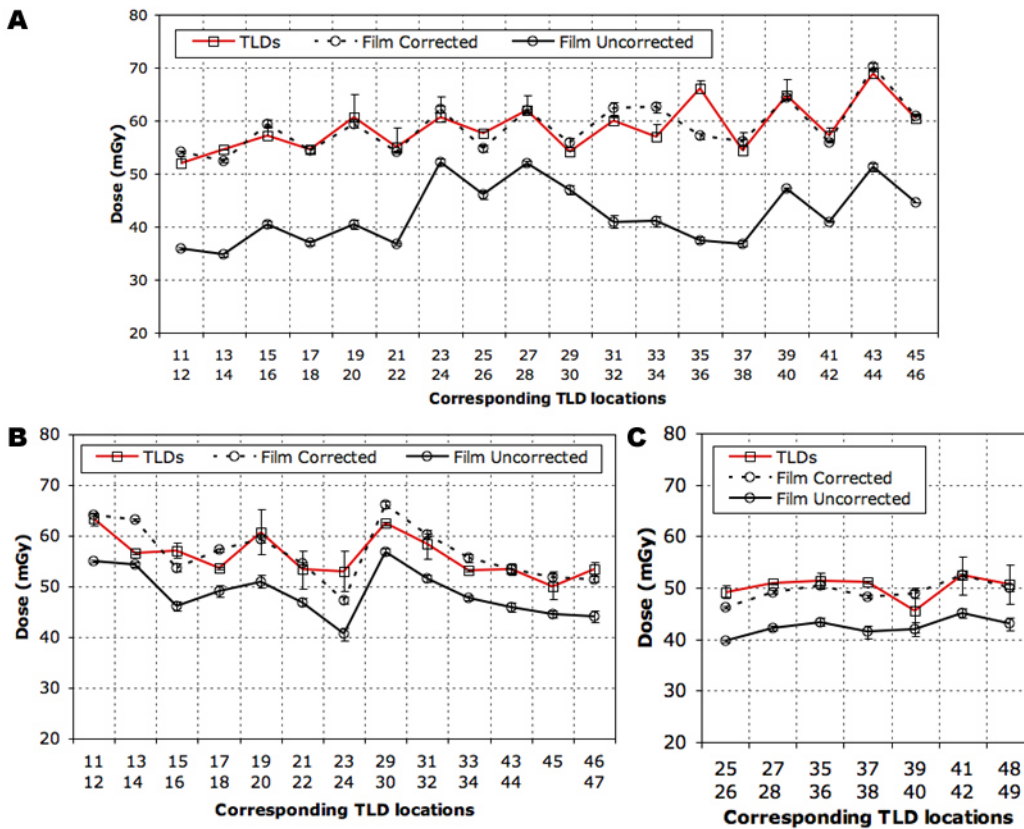 A
TLDs Film Corrected Film Uncorrected
80
70
60
50
40
30
20
Dose (mGy)
11 13 15 17 19 21 23 25 27 29 31 33 35 37 39 41 43 45
12 14 16 18 20 22 24 26 28 30 32 34 36 38 40 42 44 46
Corresponding TLD locations
B
TLDs Film Corrected Film Uncorrected
80
70
60
50
40
30
20
Dose (mGy)
11 13 15 17 19 21 23 29 31 33 43 45 46
12 14 16 18 20 22 24 30 32 34 44 47
Corresponding TLD locations
C
TLDs
Film Corrected
Film Uncorrected
80
70
60
50
40
30
20
Dose (mGy)
25 27 35 37 39 41 48
26 28 36 38 40 42 49
Corresponding TLD locations